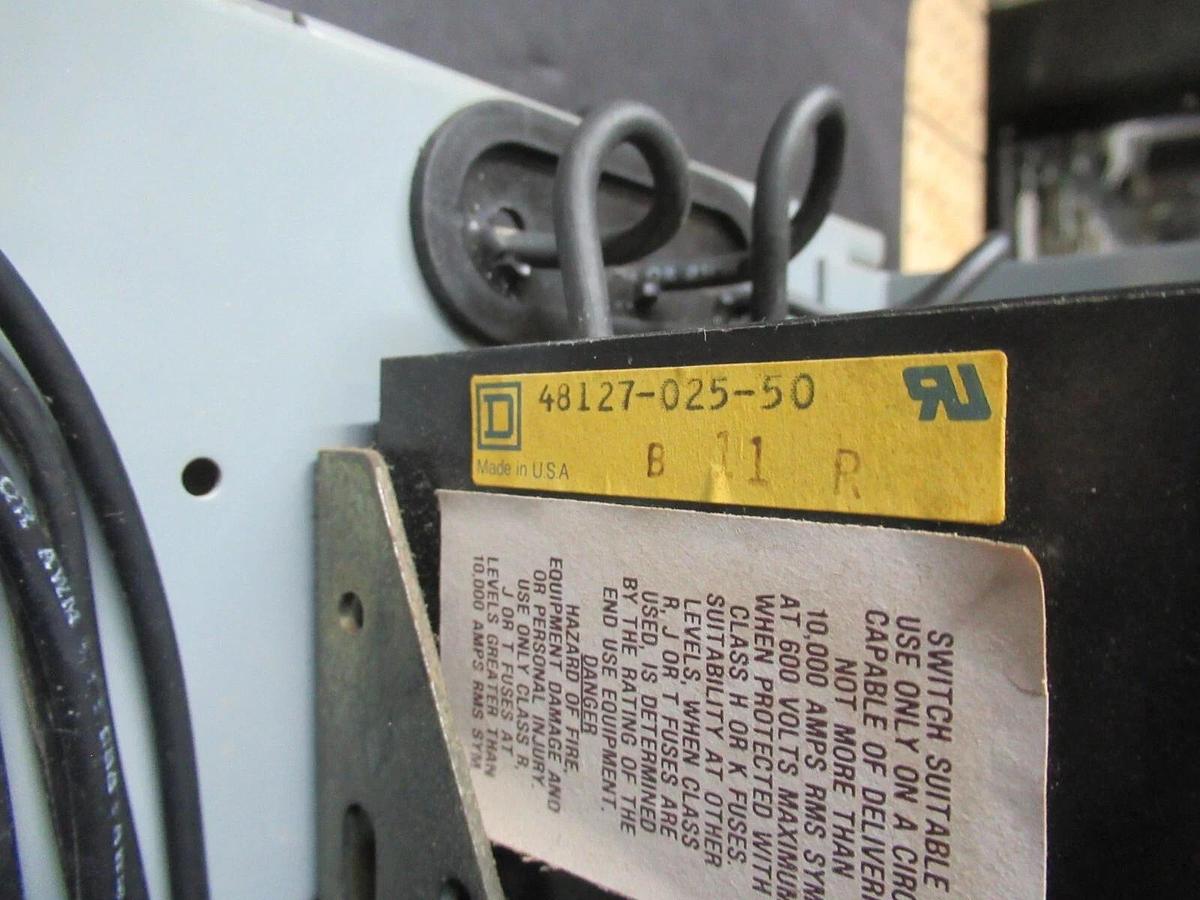 D
48127-025-50
Made in U.S.A
B 11 R
SWITCH SUITABLE
USE ONLY ON A CIRC
CAPABLE OF DELIVERI
NOT MORE THAN
10,000 AMPS RMS SYM
AT 600 VOLTS MAXIMUM
WHEN PROTECTED WITH
CLASS H OR K FUSES.
SUITABILITY AT OTHER
LEVELS, WHEN CLASS
R, J OR T FUSES ARE
USED, IS DETERMINED
BY THE RATING OF THE
END USE EQUIPMENT.
DANGER
HAZARD OF FIRE,
EQUIPMENT DAMAGE AND
OR PERSONAL INJURY.
USE ONLY CLASS R,
J OR T FUSES AT
LEVELS GREATER THAN
10,000 AMPS RMS SYM
OR AWM